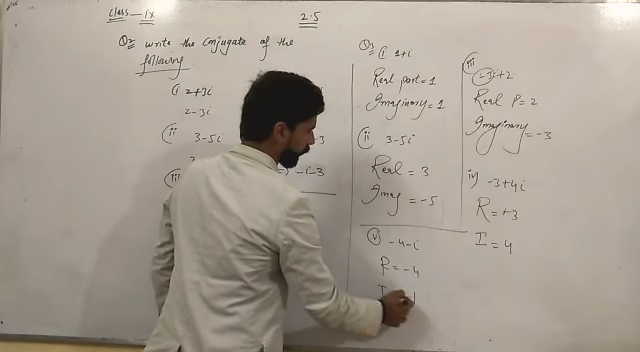 Class - IX
2.5
Q2 write the Conjugate of the
following
(i 2+3i
2-3i
(ii 3-5i
(iii
-3
-i-3
Q3 (i 1+i
Real part = 1
Imaginary = 1
(ii 3-5i
Real = 3
Imag = -5
(v) -4-i
R = -4
I
(iii -3i+2
Real P = 2
Imaginary = -3
iv) -3+4i
R = +3
I = 4